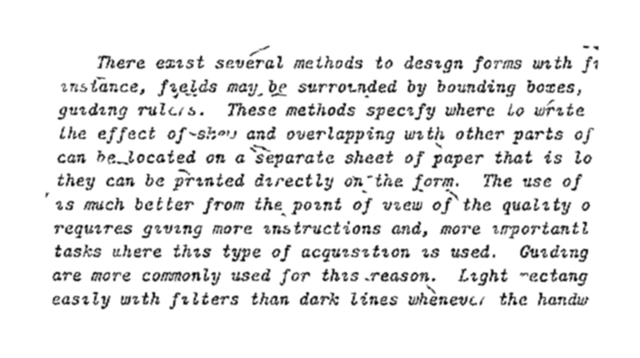 There exist several methods to design forms with fi
instance, fields may be surrounded by bounding boxes,
guiding rulers. These methods specify where to write
the effect of show and overlapping with other parts of
can be located on a separate sheet of paper that is lo
they can be printed directly on the form. The use of
is much better from the point of view of the quality o
requires giving more instructions and, more importantl
tasks where this type of acquisition is used. Guiding
are more commonly used for this reason. Light rectang
easily with filters than dark lines whenever the handw